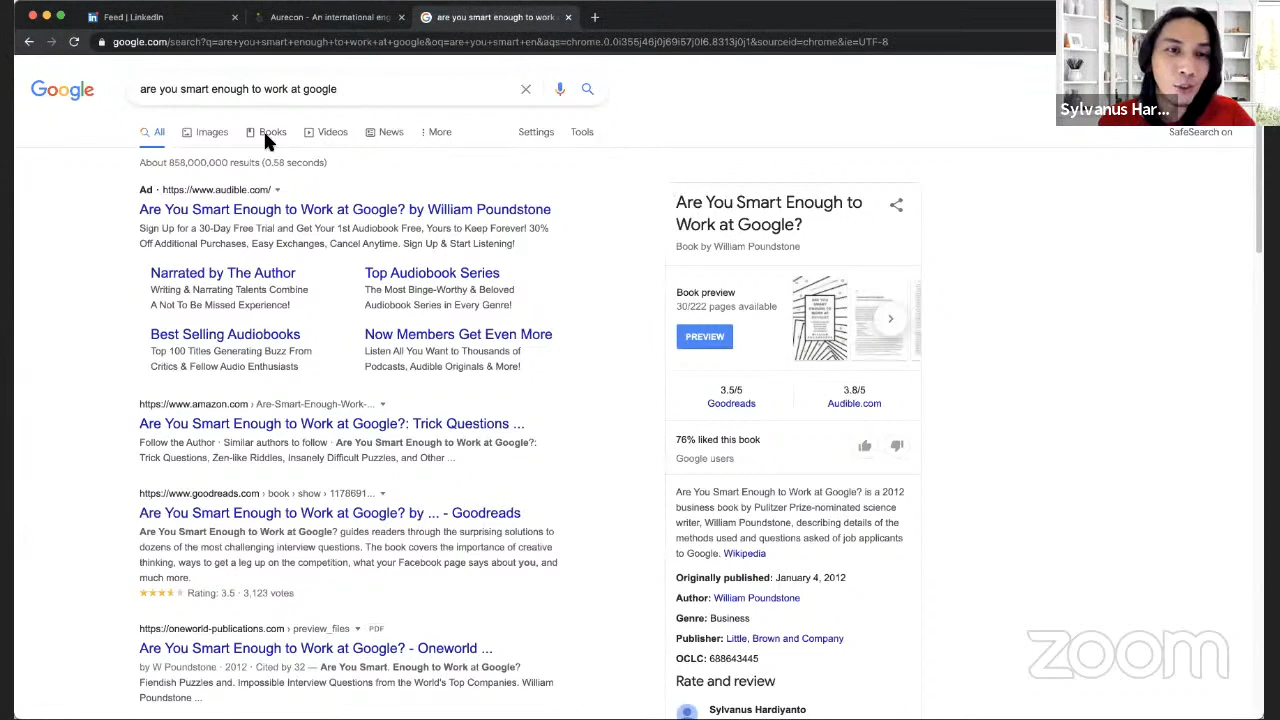 Feed | LinkedIn
Aurecon - An international eng
are you smart enough to work
google.com/search?q=are+you+smart+enough+to+work+at+google&oq=are+you+smart+en&aqs=chrome.0.0i355j46j0j69i57j0l6.8313j0j1&sourceid=chrome&ie=UTF-8
Google
are you smart enough to work at google
All
Images
Books
Videos
News
More
Settings
Tools
SafeSearch on
Sylvanus Har...
About 858,000,000 results (0.58 seconds)
Ad · https://www.audible.com/
Are You Smart Enough to Work at Google? by William Poundstone
Sign Up for a 30-Day Free Trial and Get Your 1st Audiobook Free, Yours to Keep Forever! 30%
Off Additional Purchases, Easy Exchanges, Cancel Anytime. Sign Up & Start Listening!
Narrated by The Author
Writing & Narrating Talents Combine
A Not To Be Missed Experience!
Top Audiobook Series
The Most Binge-Worthy & Beloved
Audiobook Series in Every Genre!
Best Selling Audiobooks
Top 100 Titles Generating Buzz From
Critics & Fellow Audio Enthusiasts
Now Members Get Even More
Listen All You Want to Thousands of
Podcasts, Audible Originals & More!
https://www.amazon.com › Are-Smart-Enough-Work-...
Are You Smart Enough to Work at Google?: Trick Questions ...
Follow the Author · Similar authors to follow · Are You Smart Enough to Work at Google?:
Trick Questions, Zen-like Riddles, Insanely Difficult Puzzles, and Other ...
https://www.goodreads.com › book › show › 1178691...
Are You Smart Enough to Work at Google? by ... - Goodreads
Are You Smart Enough to Work at Google? guides readers through the surprising solutions to
dozens of the most challenging interview questions. The book covers the importance of creative
thinking, ways to get a leg up on the competition, what your Facebook page says about you, and
much more.
Rating: 3.5 · 3,123 votes
https://oneworld-publications.com › preview_files
PDF
Are You Smart Enough to Work at Google? - Oneworld ...
by W Poundstone · 2012 · Cited by 32 — Are You Smart. Enough to Work at Google?
Fiendish Puzzles and. Impossible Interview Questions from the World's Top Companies. William
Poundstone ...
Are You Smart Enough to
Work at Google?
Book by William Poundstone
Book preview
30/222 pages available
PREVIEW
3.5/5
Goodreads
3.8/5
Audible.com
76% liked this book
Google users
Are You Smart Enough to Work at Google? is a 2012
business book by Pulitzer Prize-nominated science
writer, William Poundstone, describing details of the
methods used and questions asked of job applicants
to Google. Wikipedia
Originally published: January 4, 2012
Author: William Poundstone
Genre: Business
Publisher: Little, Brown and Company
OCLC: 688643445
Rate and review
Sylvanus Hardiyanto
zoom